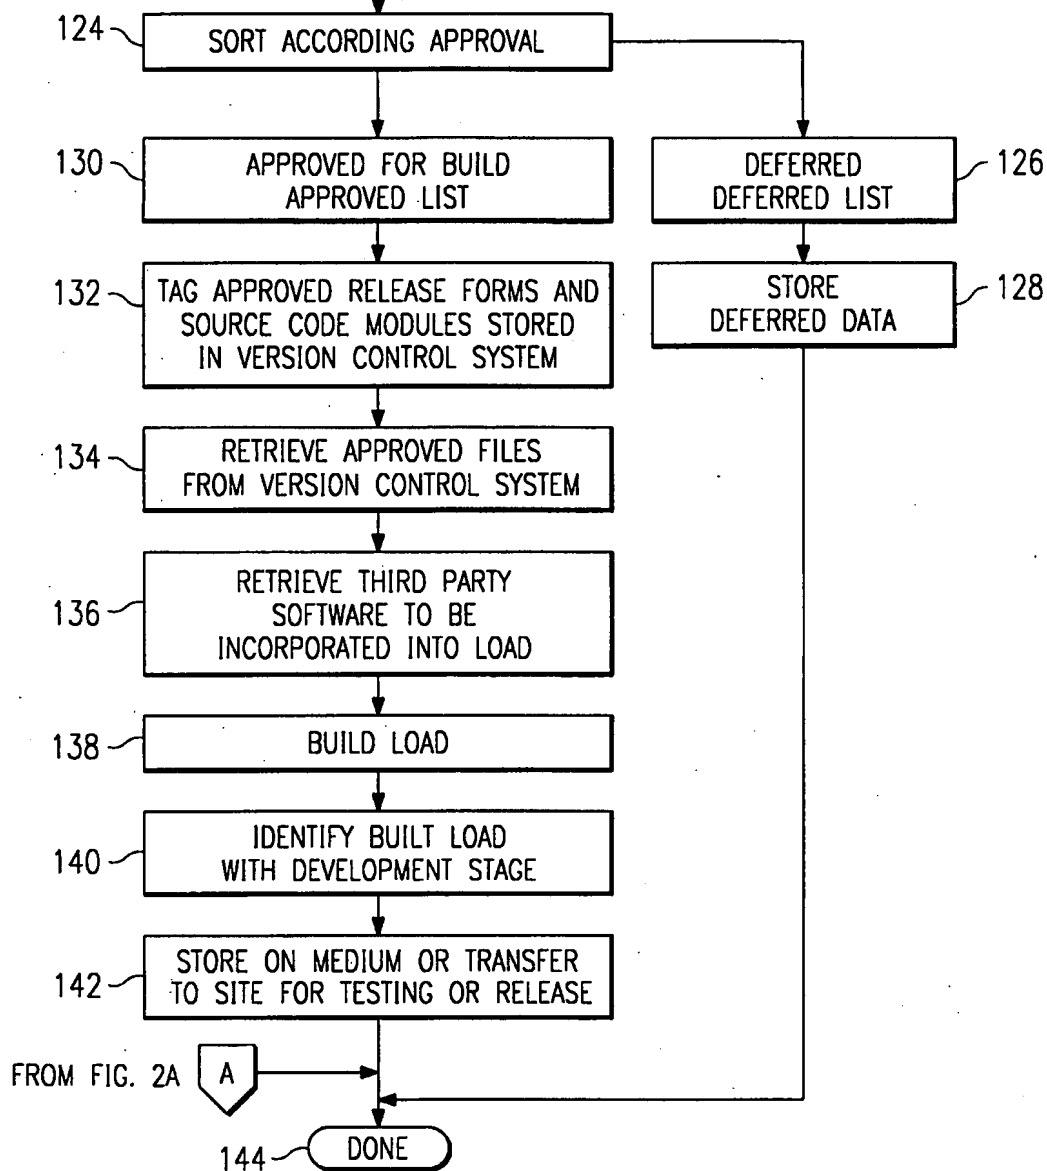 124
SORT ACCORDING APPROVAL
130
APPROVED FOR BUILD
APPROVED LIST
DEFERRED
DEFERRED LIST
126
132
TAG APPROVED RELEASE FORMS AND
SOURCE CODE MODULES STORED
IN VERSION CONTROL SYSTEM
STORE
DEFERRED DATA
128
134
RETRIEVE APPROVED FILES
FROM VERSION CONTROL SYSTEM
136
RETRIEVE THIRD PARTY
SOFTWARE TO BE
INCORPORATED INTO LOAD
138
BUILD LOAD
140
IDENTIFY BUILT LOAD
WITH DEVELOPMENT STAGE
142
STORE ON MEDIUM OR TRANSFER
TO SITE FOR TESTING OR RELEASE
FROM FIG. 2A
A
144
DONE